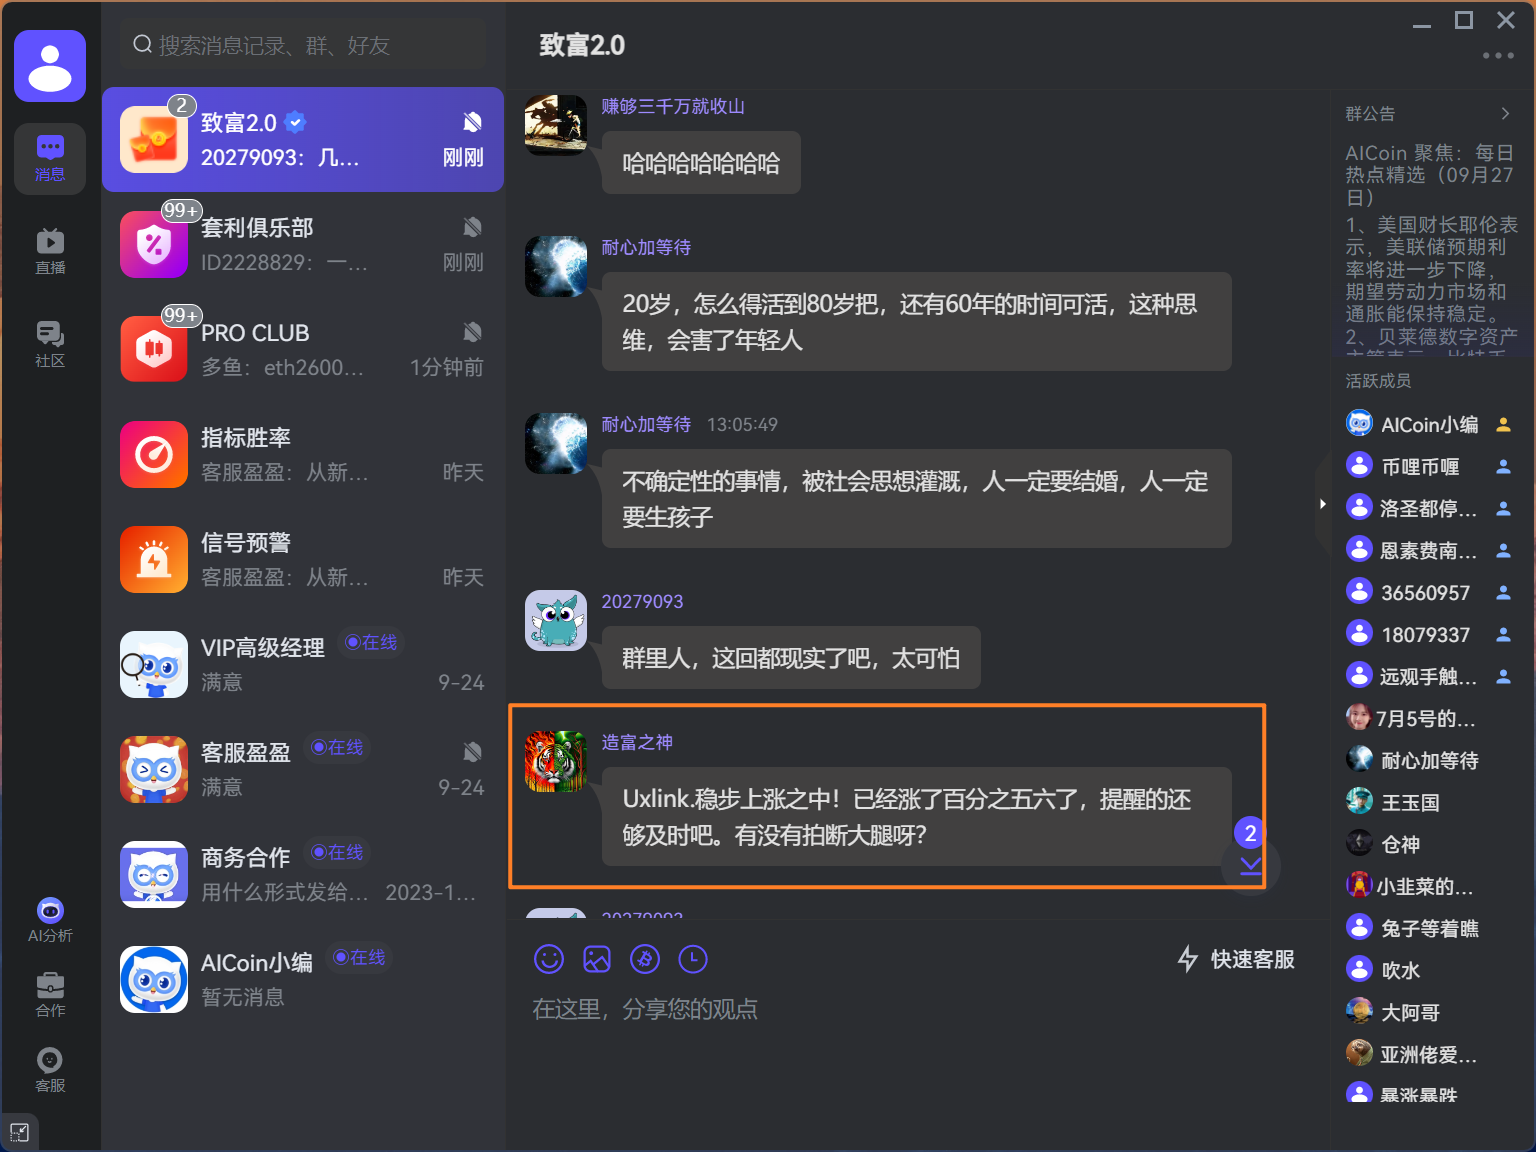 搜索消息记录、群、好友
致富2.0
消息
直播
社区
AI分析
合作
客服
2
致富2.0
20279093：几...
刚刚
99+
套利俱乐部
ID2228829：一...
刚刚
99+
PRO CLUB
多鱼：eth2600...
1分钟前
指标胜率
客服盈盈：从新...
昨天
信号预警
客服盈盈：从新...
昨天
VIP高级经理
在线
满意
9-24
客服盈盈
在线
满意
9-24
商务合作
在线
用什么形式发给...
2023-1...
AICoin小编
在线
暂无消息
赚够三千万就收山
哈哈哈哈哈哈哈
耐心加等待
20岁，怎么得活到80岁把，还有60年的时间可活，这种思
维，会害了年轻人
耐心加等待 13:05:49
不确定性的事情，被社会思想灌溉，人一定要结婚，人一定
要生孩子
20279093
群里人，这回都现实了吧，太可怕
造富之神
Uxlink.稳步上涨之中！已经涨了百分之五六了，提醒的还
够及时吧。有没有拍断大腿呀？
2
20279093
快速客服
在这里，分享您的观点
群公告
AICoin 聚焦：每日
热点精选（09月27
日）
1、美国财长耶伦表
示，美联储预期利
率将进一步下降，
期望劳动力市场和
通胀能保持稳定。
2、贝莱德数字资产
活跃成员
AICoin小编
币哩币喱
洛圣都停...
恩素费南...
36560957
18079337
远观手触...
7月5号的...
耐心加等待
王玉国
仓神
小韭菜的...
兔子等着瞧
吹水
大阿哥
亚洲佬爱...
暴涨暴跌